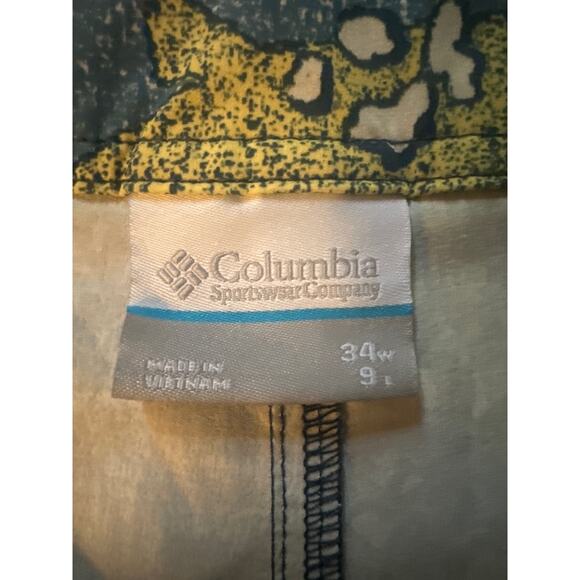 Columbia
Sportswear Company
34W
9L
MADE IN
VIETNAM